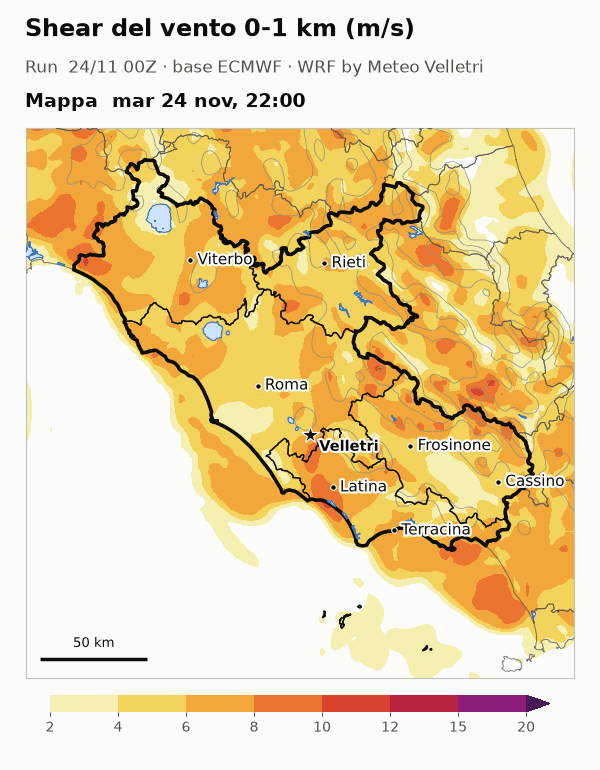 Shear del vento 0-1 km (m/s)
Run  24/11 00Z · base ECMWF · WRF by Meteo Velletri
Mappa  mar 24 nov, 22:00
Viterbo
Rieti
Roma
Velletri
Frosinone
Latina
Cassino
Terracina
50 km
2 4 6 8 10 12 15 20